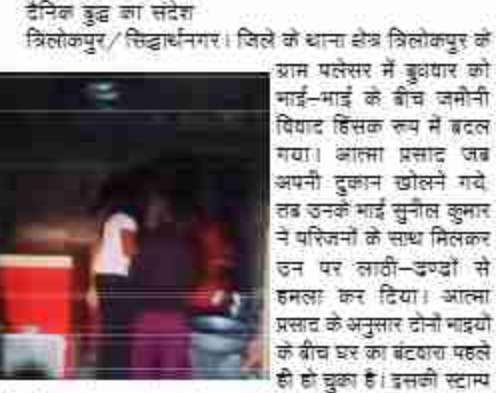 दैनिक बुद्ध का संदेश
त्रिलोकपुर/सिद्धार्थनगर। जिले के थाना क्षेत्र त्रिलोकपुर के
ग्राम पलेसर में बुधवार को
भाई–भाई के बीच जमीनी
विवाद हिंसक रूप में बदल
गया। आत्मा प्रसाद जब
अपनी दुकान खोलने गये,
तब उनके भाई सुनील कुमार
ने परिजनों के साथ मिलकर
उन पर लाठी–डण्डों से
हमला कर दिया। आत्मा
प्रसाद के अनुसार दोनों भाइयों
के बीच घर का बंटवारा पहले
ही हो चुका है। इसकी स्टाम्प